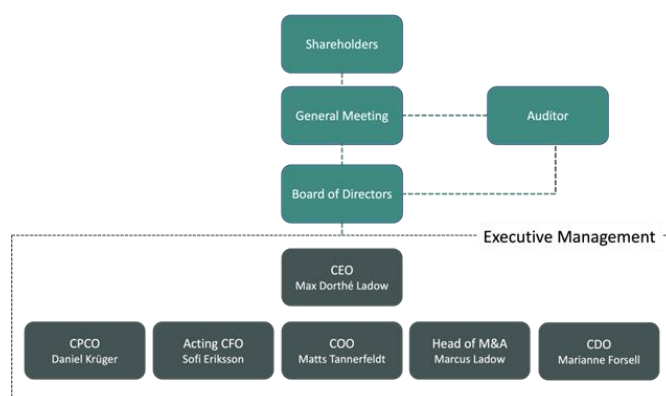 Shareholders
General Meeting
Auditor
Board of Directors
Executive Management
CEO
Max Dorthé Ladow
CPCO
Daniel Krüger
Acting CFO
Sofi Eriksson
COO
Matts Tannerfeldt
Head of M&A
Marcus Ladow
CDO
Marianne Forsell